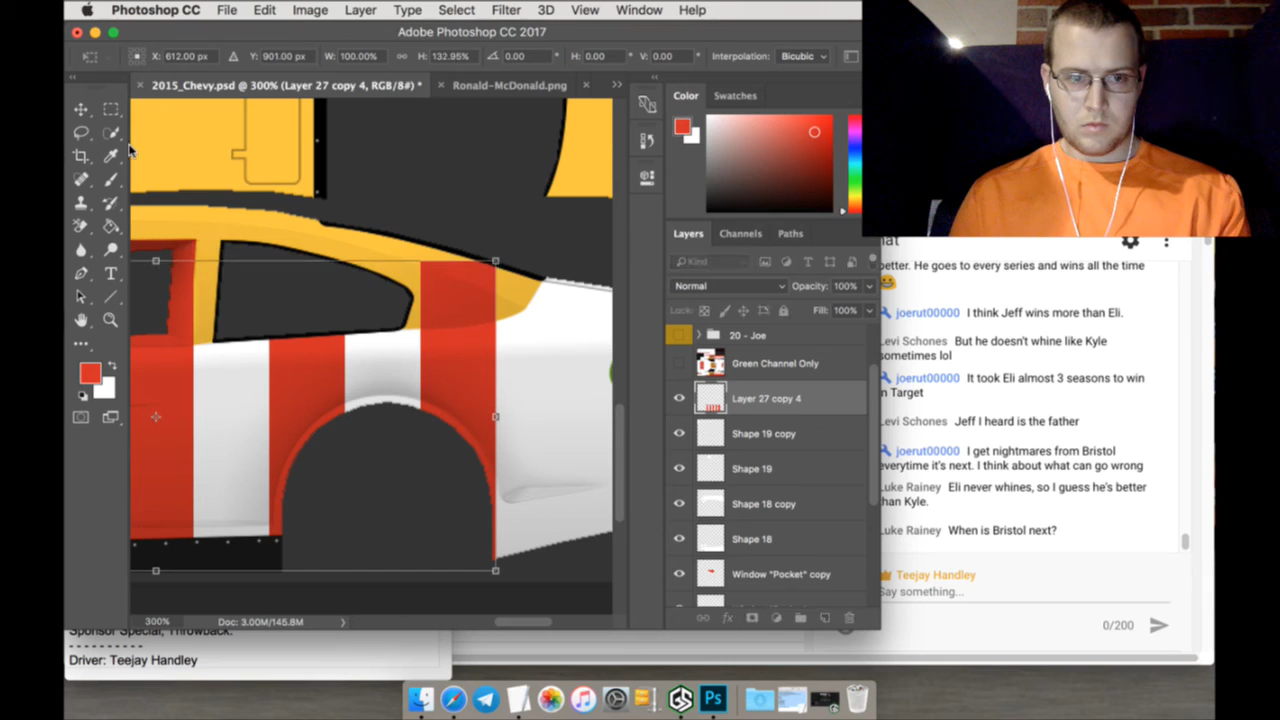 Photoshop CC File Edit Image Layer Type Select Filter 3D View Window Help
Adobe Photoshop CC 2017
X: 612.00 px Y: 901.00 px W: 100.00% H: 132.95% 0.00 ° H: 0.00 ° V: 0.00 ° Interpolation: Bicubic
× 2015_Chevy.psd @ 300% (Layer 27 copy 4, RGB/8#) * × Ronald-McDonald.png
Color Swatches
Layers Channels Paths
Kind
Normal Opacity: 100%
Lock: Fill: 100%
20 - Joe
Green Channel Only
Layer 27 copy 4
Shape 19 copy
Shape 19
Shape 18 copy
Shape 18
Window "Pocket" copy
300% Doc: 3.00M/145.8M
better. He goes to every series and wins all the time
joerut00000 I think Jeff wins more than Eli.
Levi Schones But he doesn't whine like Kyle
sometimes lol
joerut00000 It took Eli almost 3 seasons to win
in Target
Levi Schones Jeff I heard is the father
joerut00000 I get nightmares from Bristol
everytime it's next. I think about what can go wrong
Luke Rainey Eli never whines, so I guess he's better
than Kyle.
Luke Rainey When is Bristol next?
Teejay Handley
Say something...
0/200
Sponsor Special, Throwback.
----------
Driver: Teejay Handley
Ps